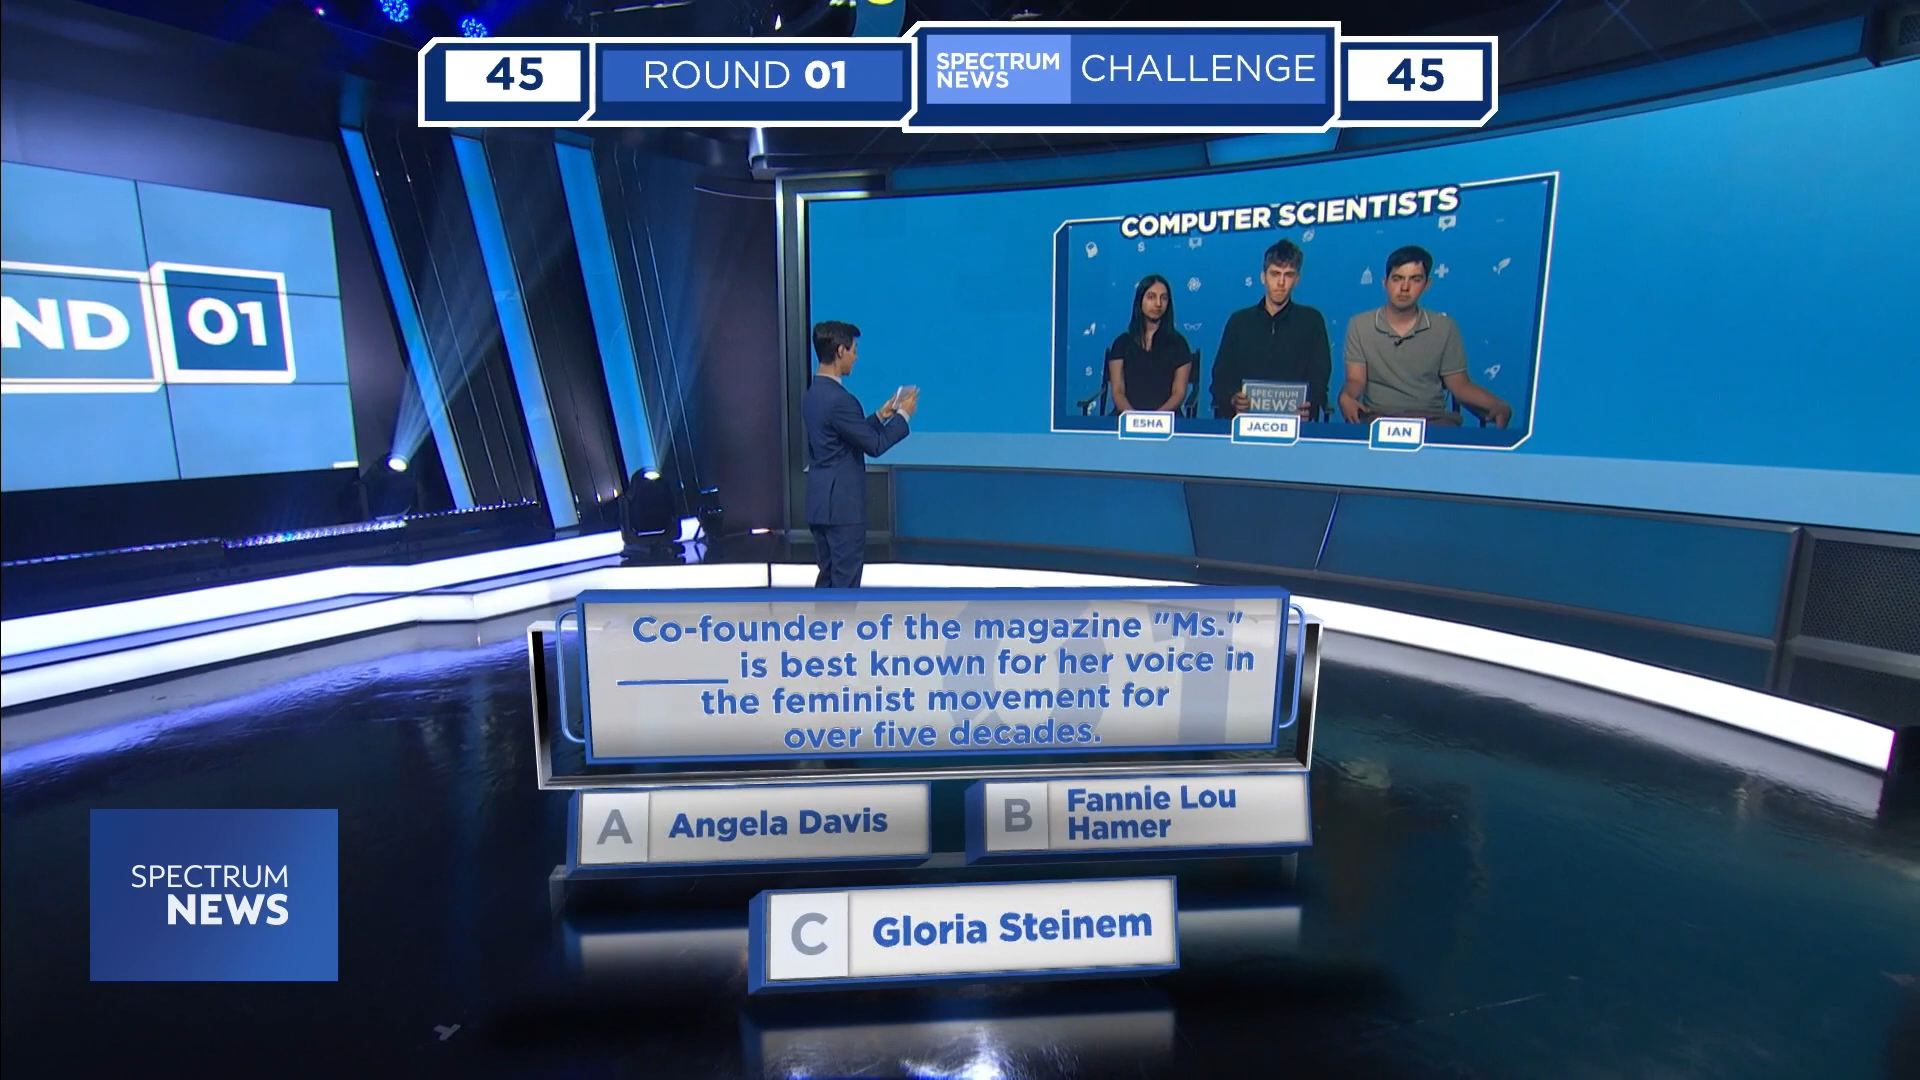 45
ROUND 01
SPECTRUM
NEWS
CHALLENGE
45
COMPUTER SCIENTISTS
ND
01
SPECTRUM
NEWS
ESHA
JACOB
IAN
Co-founder of the magazine "Ms."
______ is best known for her voice in
the feminist movement for
over five decades.
A Angela Davis
B Fannie Lou
Hamer
C Gloria Steinem
SPECTRUM
NEWS